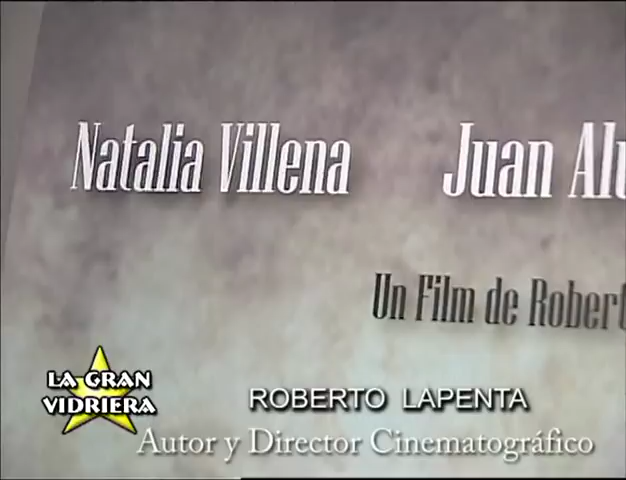 Natalia Villena Juan
Un Film de
LA GRAN
VIDRIERA
ROBERTO LAPENTA
Autor y Director Cinematográfico